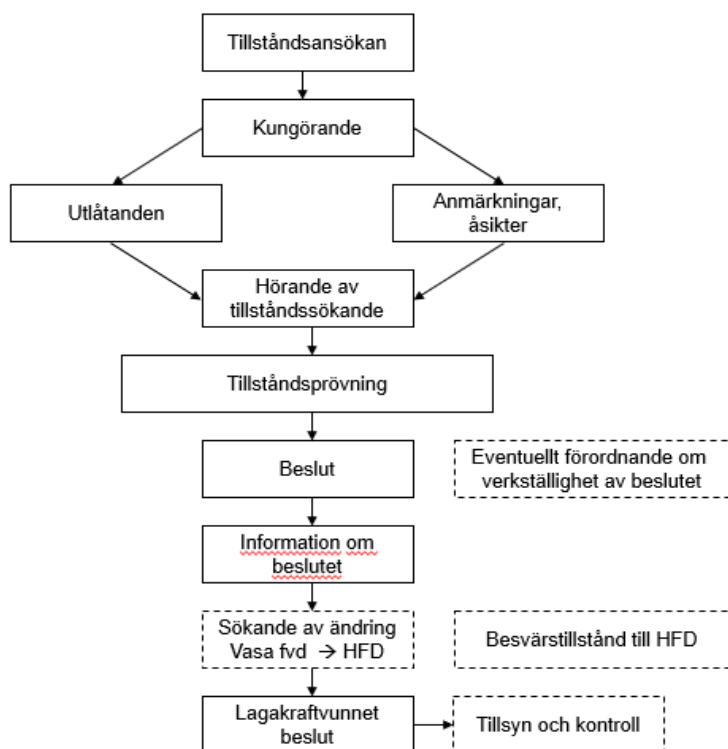 Tillståndsansökan
Kungörande
Utlåtanden
Anmärkningar,
åsikter
Hörande av
tillståndssökande
Tillståndsprövning
Beslut
Eventuellt förordnande om
verkställighet av beslutet
Information om
beslutet
Sökande av ändring
Vasa fvd → HFD
Besvärstillstånd till HFD
Lagakraftvunnet
beslut
Tillsyn och kontroll